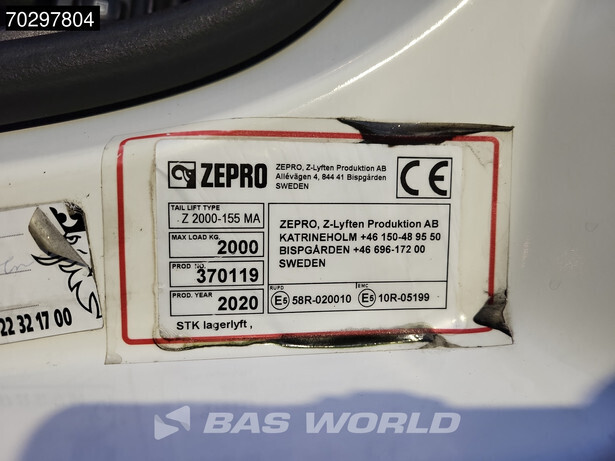 70297804
ZEPRO
ZEPRO, Z-Lyften Produktion AB
Allévägen 4, 844 41 Bispgården
SWEDEN
CE
TAIL LIFT TYPE
Z 2000-155 MA
MAX LOAD KG.
2000
PROD NO.
370119
PROD. YEAR
2020
STK lagerlyft ,
ZEPRO, Z-Lyften Produktion AB
KATRINEHOLM +46 150-48 95 50
BISPGÅRDEN +46 696-172 00
SWEDEN
RUPD
E5 58R-020010
EMC
E5 10R-05199
22 32 17 00
BAS WORLD